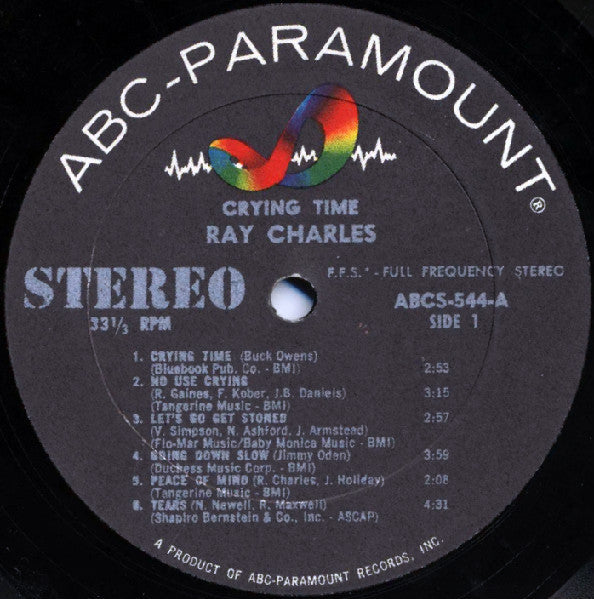 ABC-PARAMOUNT®
CRYING TIME
RAY CHARLES
STEREO
33 1/3 RPM
F.F.S.* - FULL FREQUENCY STEREO
ABCS-544-A
SIDE 1
1. CRYING TIME (Buck Owens)
(Bluebook Pub. Co. - BMI) 2:53
2. NO USE CRYING
(R. Gaines, F. Kober, J.B. Daniels) 3:15
(Tangerine Music - BMI)
3. LET'S GO GET STONED 2:57
(V. Simpson, N. Ashford, J. Armstead)
(Flo-Mar Music/Baby Monica Music - BMI)
4. GOING DOWN SLOW (Jimmy Oden) 3:59
(Duchess Music Corp. - BMI)
5. PEACE OF MIND (R. Charles, J. Holiday) 2:08
(Tangerine Music - BMI)
6. TEARS (N. Newell, R. Maxwell) 4:31
(Shapiro Bernstein & Co., Inc. - ASCAP)
A PRODUCT OF ABC-PARAMOUNT RECORDS, INC.